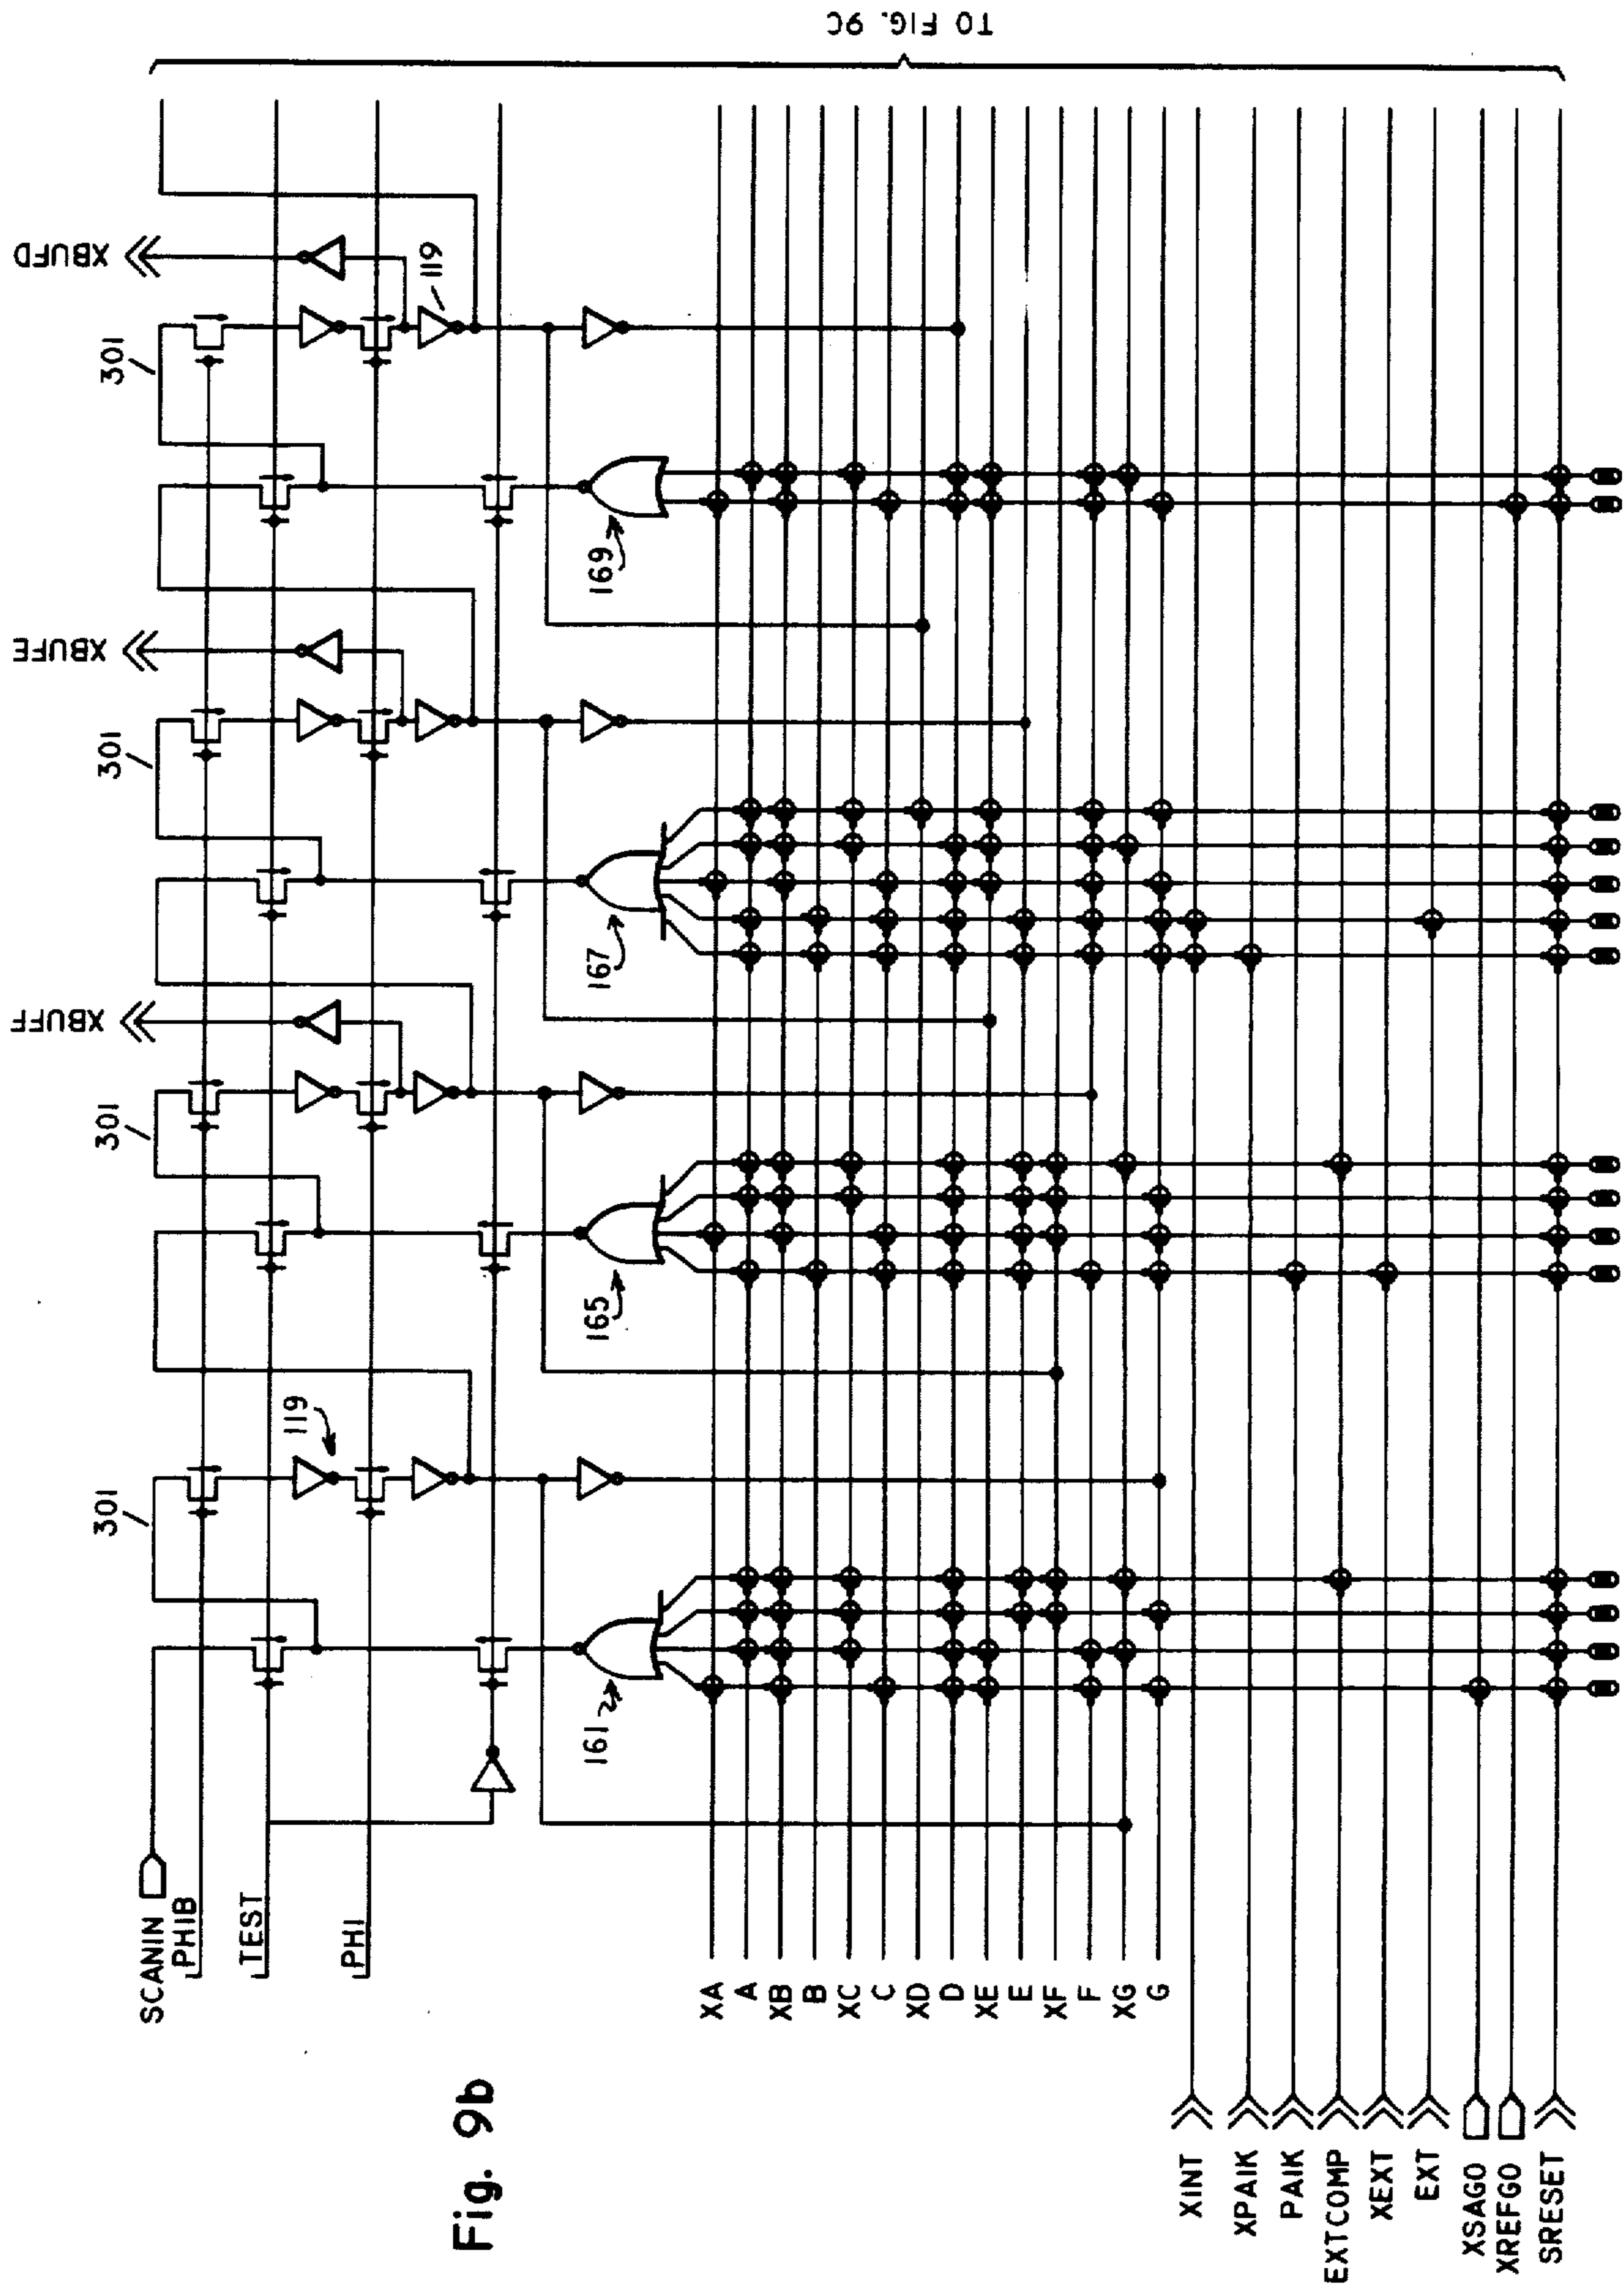 Fig. 9b
TO FIG. 9C
XBUFF
XBUFE
XBUFD
301
301
301
301
SCANIN
PHIB
TEST
PHI
119
119
161
165
167
169
XA
A
XB
B
XC
C
XD
D
XE
E
XF
F
XG
G
XINT
XPAIK
PAIK
EXTCOMP
XEXT
EXT
XSAGO
XREFGO
SRESET